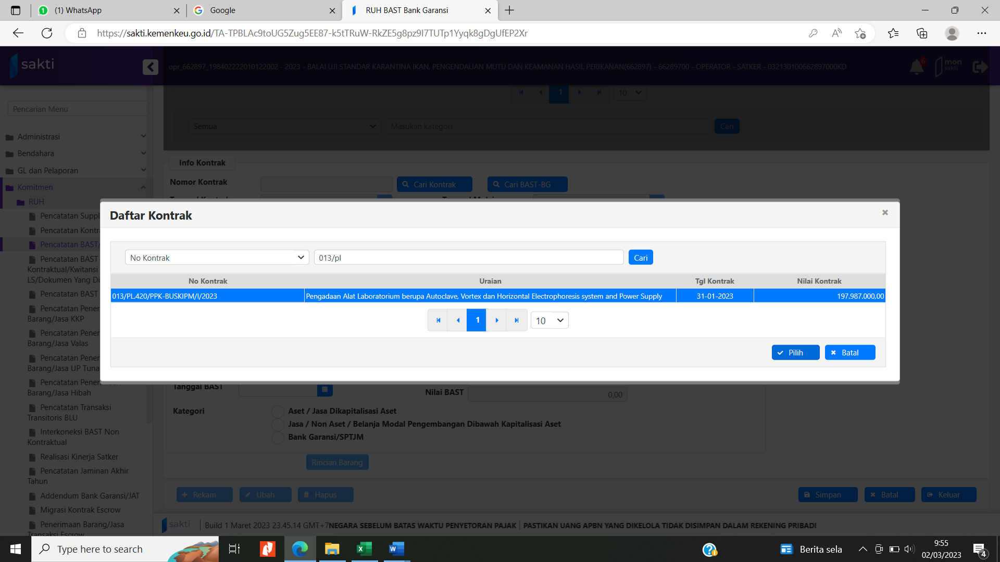 (1) WhatsApp
Google
RUH BAST Bank Garansi
https://sakti.kemenkeu.go.id/TA-TPBLAc9toUG5Zug5EE87-k5tTRuW-RkZE5g8pz9I7TUTp1Yyqk8gDgUfEP2Xr
sakti
opr_662897_198402222010122002 - 2023 - BALAI UJI STANDAR KARANTINA IKAN, PENGENDALIAN MUTU DAN KEAMANAN HASIL PERIKANAN(662897) - 66289700 - OPERATOR - SATKER - 032130100662897000KD
6
mon
sakti
Pencarian Menu
1
10
Semua
Masukan kategori
Cari
Administrasi
Bendahara
GL dan Pelaporan
Komitmen
RUH
Info Kontrak
Nomor Kontrak
Cari Kontrak
Cari BAST-BG
Pencatatan Suppl
Pencatatan Kontr
Pencatatan BAST/
Pencatatan BAST
Kontraktual/Kwitansi
LS/Dokumen Yang Di
Pencatatan BAST
Pencatatan Pener
Barang/Jasa KKP
Pencatatan Pener
Barang/Jasa Valas
Pencatatan Pener
Barang/Jasa UP Tuna
Pencatatan Penerimaan
Barang/Jasa Hibah
Pencatatan Transaksi
Transitoris BLU
Interkoneksi BAST Non
Kontraktual
Realisasi Kinerja Satker
Pencatatan Jaminan Akhir
Tahun
Addendum Bank Garansi/JAT
Migrasi Kontrak Escrow
Penerimaan Barang/Jasa
Transaksi Escrow
Daftar Kontrak
No Kontrak
013/pl
Cari
No Kontrak Uraian Tgl Kontrak Nilai Kontrak
013/PL.420/PPK-BUSKIPM/I/2023 Pengadaan Alat Laboratorium berupa Autoclave, Vortex dan Horizontal Electrophoresis system and Power Supply 31-01-2023 197.987.000,00
1
10
Pilih
Batal
Tanggal BAST
Nilai BAST
0,00
Kategori
Aset / Jasa Dikapitalisasi Aset
Jasa / Non Aset / Belanja Modal Pengembangan Dibawah Kapitalisasi Aset
Bank Garansi/SPTJM
Rincian Barang
Rekam
Ubah
Hapus
Simpan
Batal
Keluar
sakti
Build 1 Maret 2023 23.45.14 GMT+7
NEGARA SEBELUM BATAS WAKTU PENYETORAN PAJAK | PASTIKAN UANG APBN YANG DIKELOLA TIDAK DISIMPAN DALAM REKENING PRIBADI
Type here to search
Berita sela
9:55
02/03/2023
4